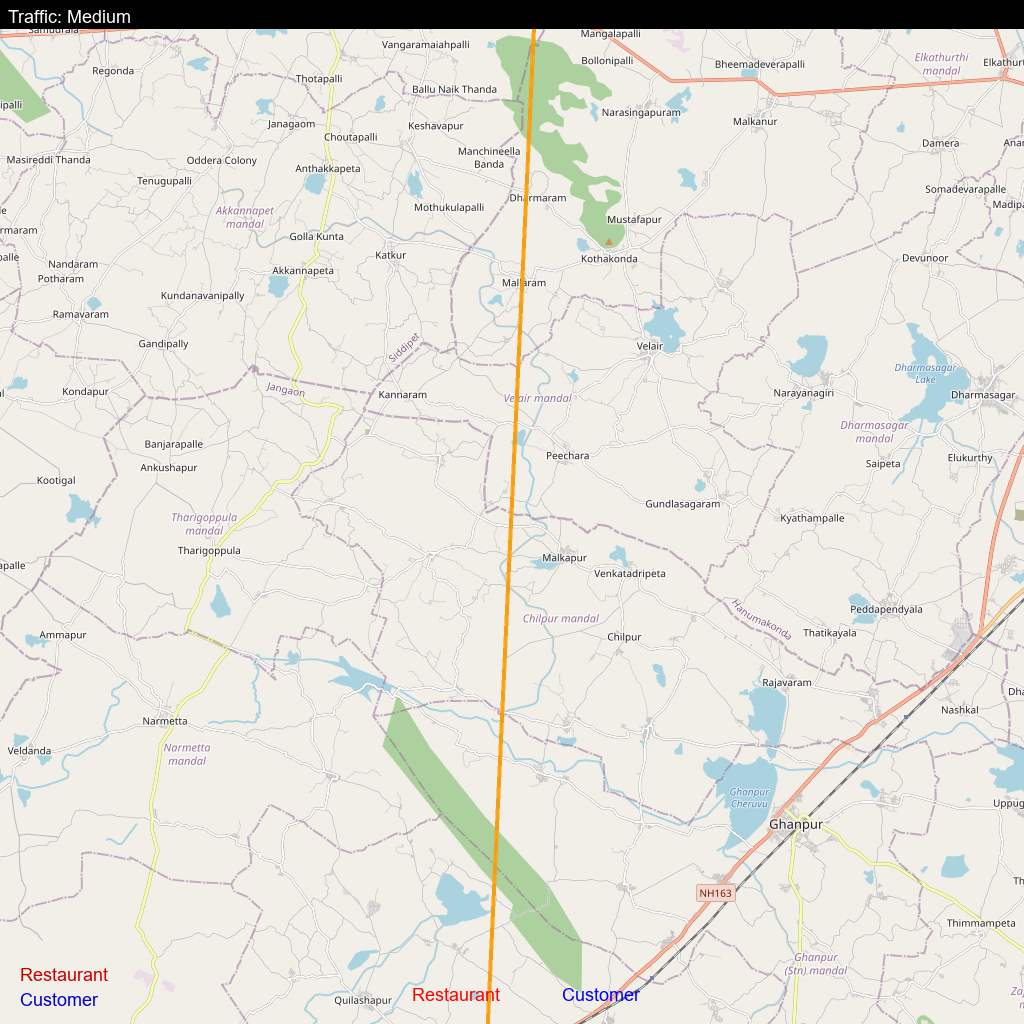 Traffic: Medium
Samudrala
Mangalapalli
Vangaramaiahpalli
Bollonipalli
Elkathurthi
mandal
Bheemadeverapalli
Regonda
Thotapalli
Ballu Naik Thanda
Narasingapuram
Malkanur
Janagaom
Keshavapur
Choutapalli
Damera
Manchineella
Banda
Masireddi Thanda
Oddera Colony
Anthakkapeta
Tenugupalli
Somadevarapalle
Dharmaram
Mothukulapalli
Akkannapet
mandal
Mustafapur
Golla Kunta
Katkur
Kothakonda
Devunoor
Nandaram
Potharam
Akkannapeta
Mallaram
Kundanavanipally
Ramavaram
Gandipally
Siddipet
Velair
Dharmasagar
Lake
Kondapur
Jangaon
Kannaram
Velair mandal
Narayanagiri
Dharmasagar
Dharmasagar
mandal
Banjarapalle
Ankushapur
Peechara
Saipeta
Elukurthy
Kootigal
Gundlasagaram
Tharigoppula
mandal
Kyathampalle
Tharigoppula
Malkapur
Venkatadripeta
Peddapendyala
Hanumakonda
Chilpur mandal
Ammapur
Chilpur
Thatikayala
Rajavaram
Nashkal
Narmetta
Veldanda
Narmetta
mandal
Ghanpur
Cheruvu
Ghanpur
NH163
Thimmampeta
Ghanpur
(Stn) mandal
Restaurant
Customer
Quilashapur
Restaurant
Customer